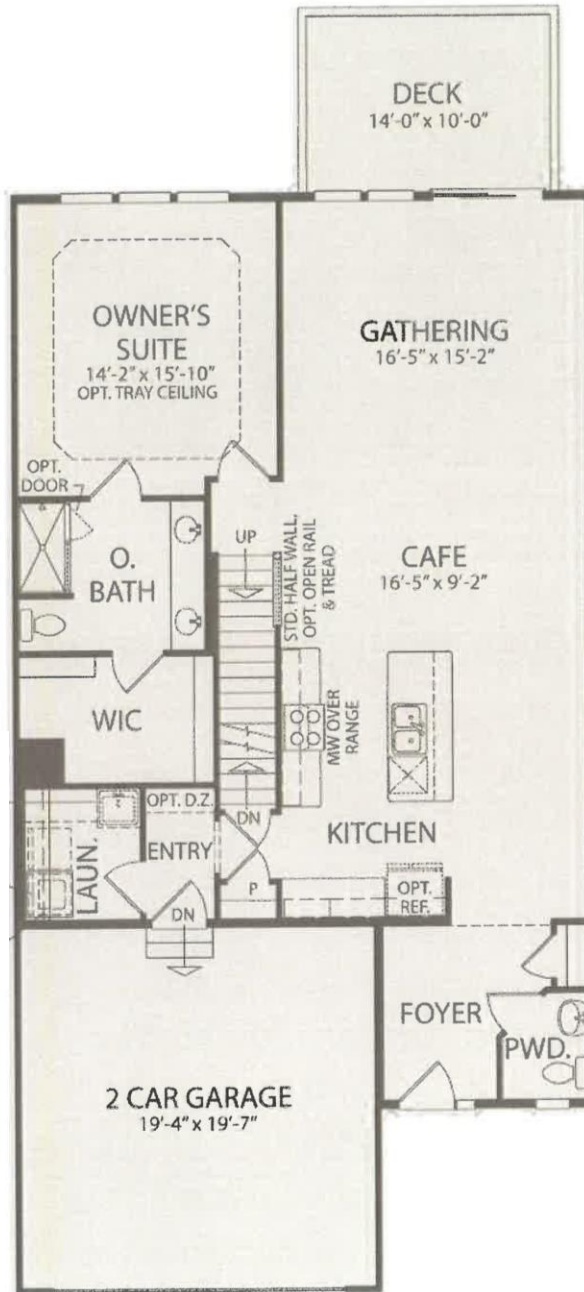 DECK
14'-0" x 10'-0"
OWNER'S
SUITE
14'-2" x 15'-10"
OPT. TRAY CEILING
GATHERING
16'-5" x 15'-2"
OPT.
DOOR
O.
BATH
UP
STD. HALF WALL,
OPT. OPEN RAIL
& TREAD
CAFE
16'-5" x 9'-2"
WIC
MW OVER
RANGE
OPT. D.Z.
DN
KITCHEN
LAUN.
ENTRY
P
OPT.
REF.
DN
FOYER
PWD.
2 CAR GARAGE
19'-4" x 19'-7"